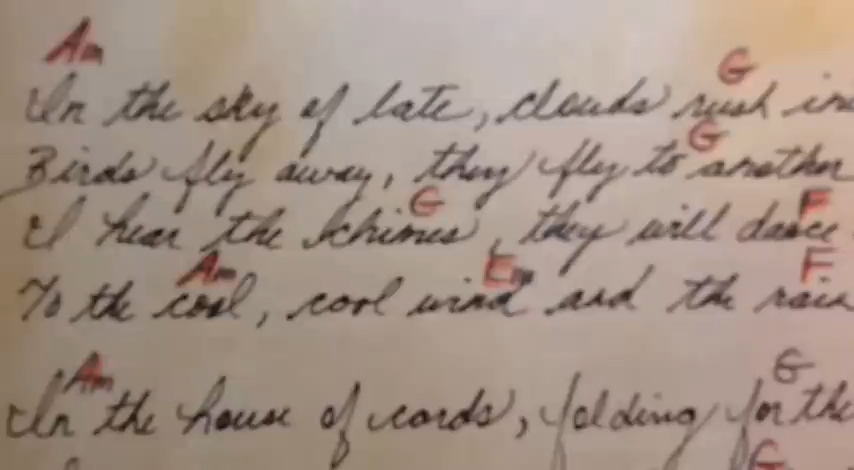 Am G
In the sky of late, clouds rush in
G
Birds fly away, they fly to another
G F
I hear the chimes, they will dance
Am Em F
To the cool, cool wind and the rain
Am G
In the house of cards, folding for the
G